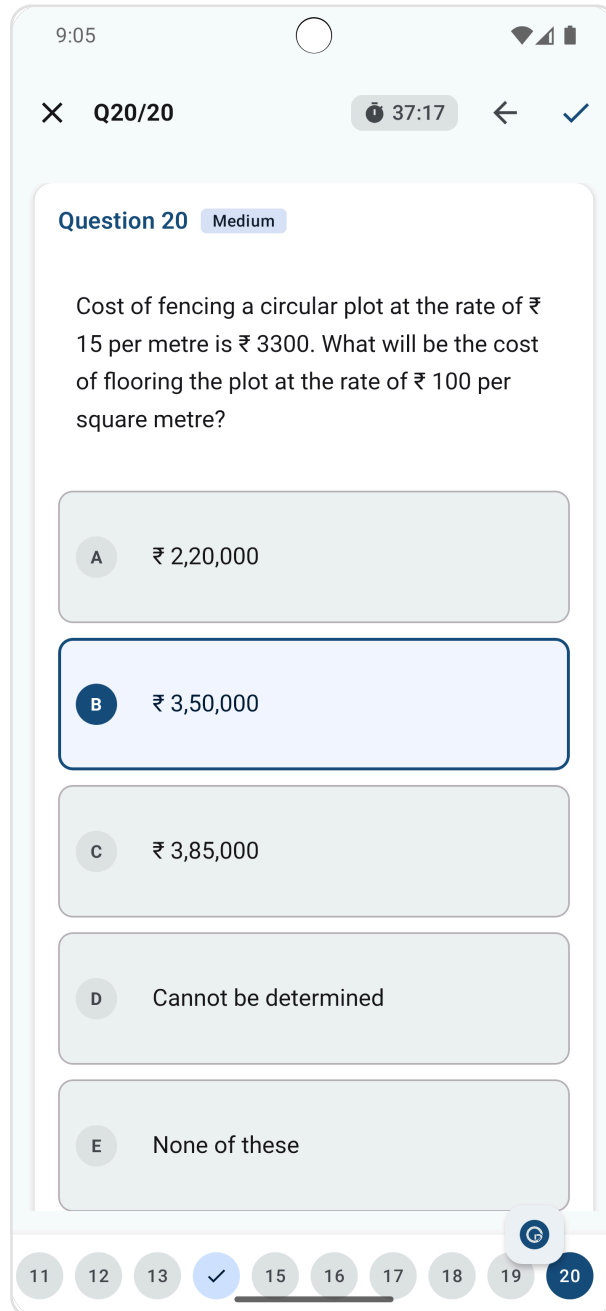 9:05
Q20/20
37:17
Question 20 Medium
Cost of fencing a circular plot at the rate of ₹
15 per metre is ₹ 3300. What will be the cost
of flooring the plot at the rate of ₹ 100 per
square metre?
A ₹ 2,20,000
B ₹ 3,50,000
C ₹ 3,85,000
D Cannot be determined
E None of these
11 12 13 15 16 17 18 19 20